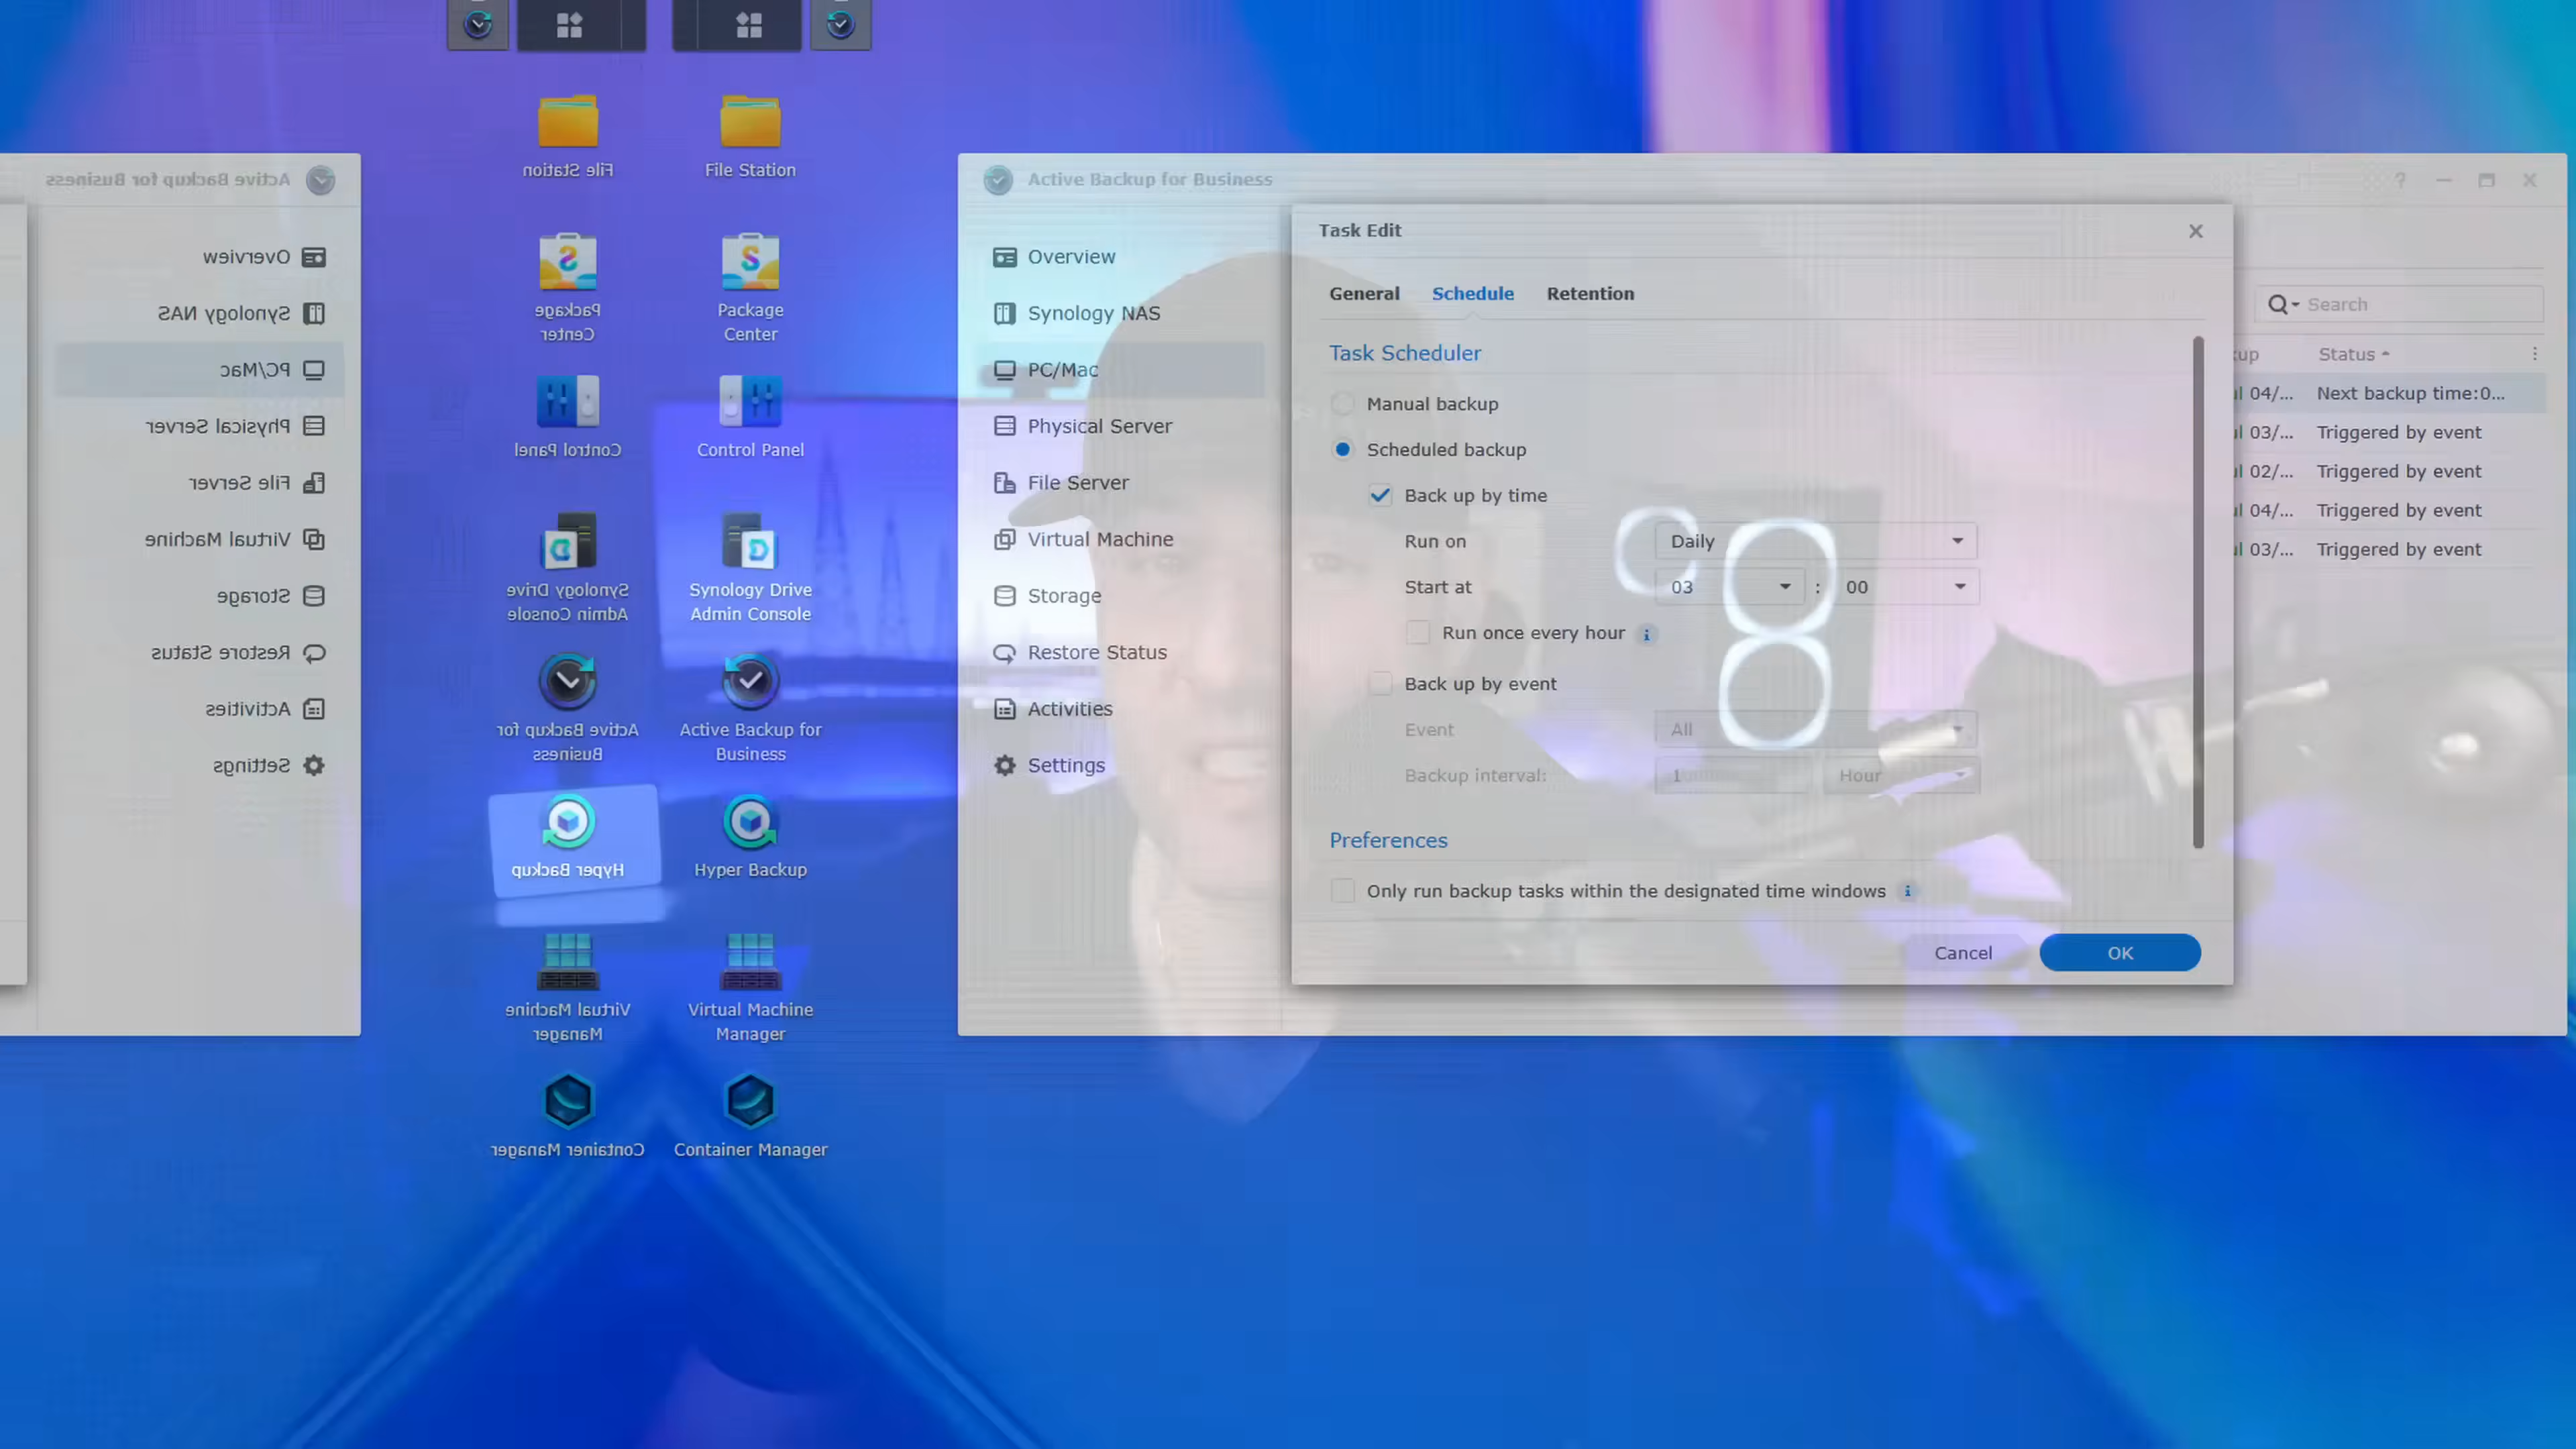 Active Backup for Business
Overview
Synology NAS
PC/Mac
Physical Server
File Server
Virtual Machine
Storage
Restore Status
Activities
Settings
File Station
Package
Center
Control Panel
Synology Drive
Admin Console
Active Backup for
Business
Hyper Backup
Virtual Machine
Manager
Container Manager
File Station
Package
Center
Control Panel
Synology Drive
Admin Console
Active Backup for
Business
Hyper Backup
Virtual Machine
Manager
Container Manager
Active Backup for Business
Overview
Synology NAS
PC/Mac
Physical Server
File Server
Virtual Machine
Storage
Restore Status
Activities
Settings
Task Edit
General Schedule Retention
Task Scheduler
Manual backup
Scheduled backup
Back up by time
Run on Daily
Start at 03 : 00
Run once every hour
Back up by event
Event All
Backup interval: 1 Hour
Preferences
Only run backup tasks within the designated time windows
Cancel OK
Search
Status
04/... Next backup time:0...
03/... Triggered by event
02/... Triggered by event
04/... Triggered by event
03/... Triggered by event